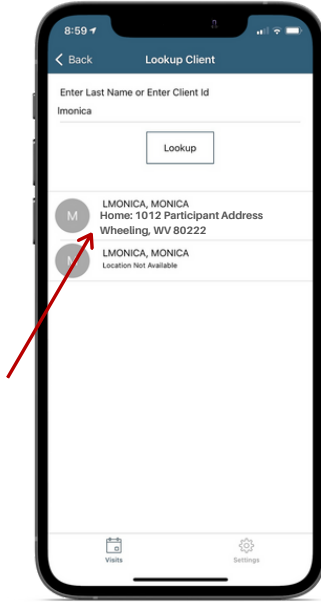 8:59
Back
Lookup Client
Enter Last Name or Enter Client Id
lmonica
Lookup
M
LMONICA, MONICA
Home: 1012 Participant Address
Wheeling, WV 80222
M
LMONICA, MONICA
Location Not Available
Visits
Settings